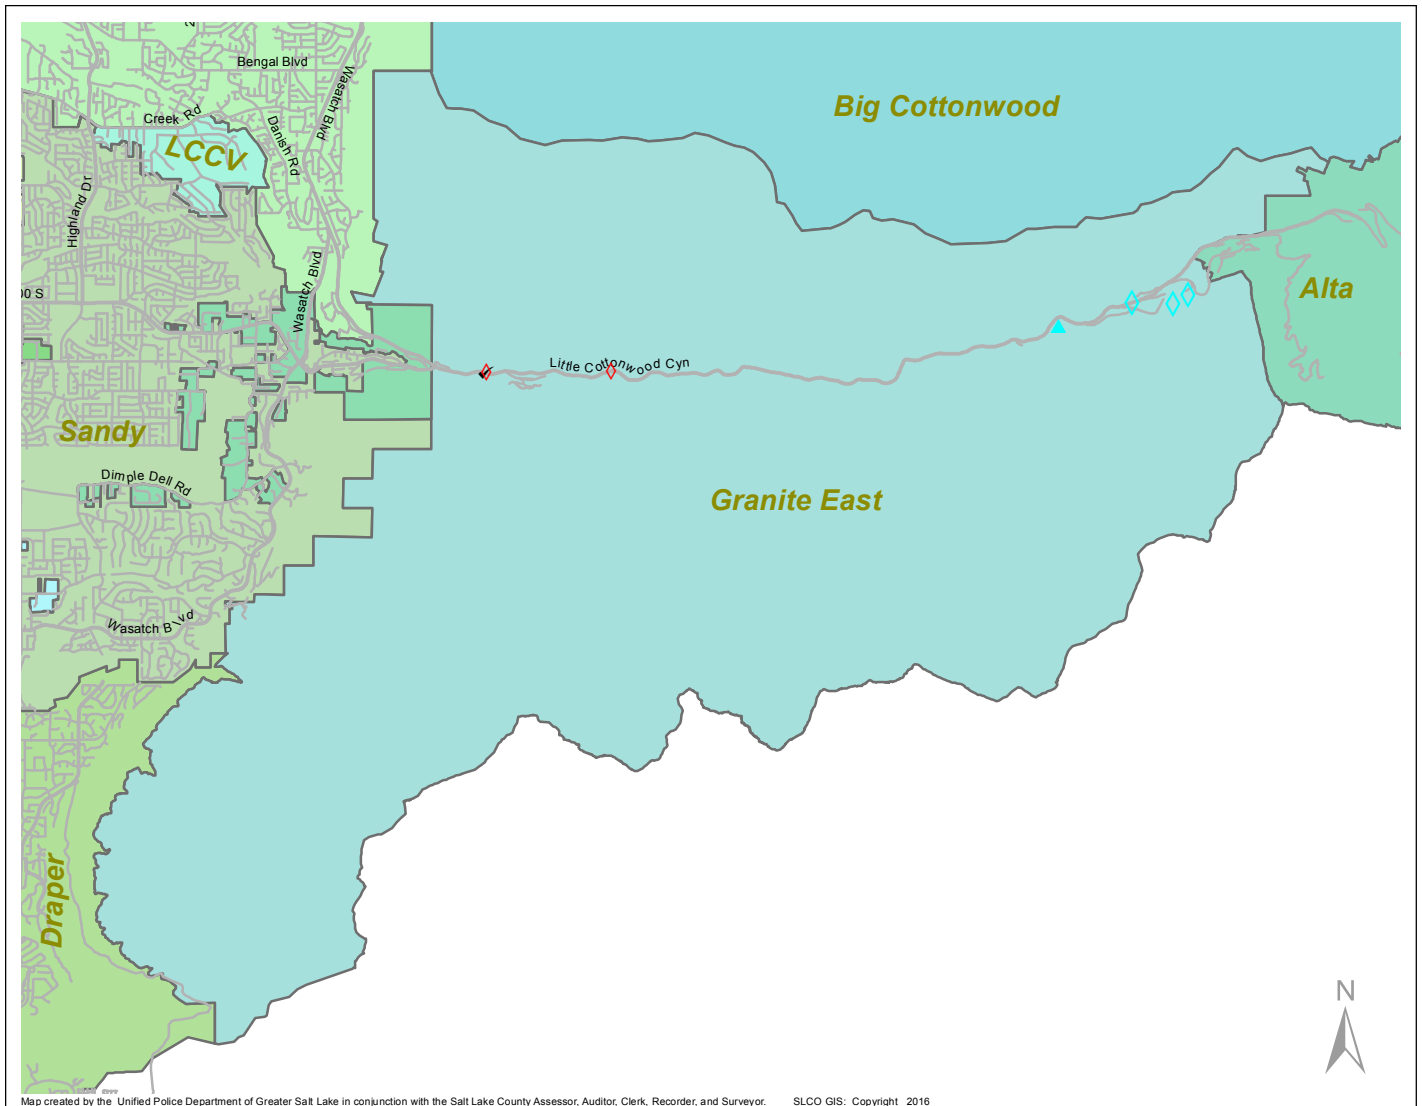 Bengal Blvd
Wasatch Blvd
Big Cottonwood
Creek Rd
Danish Rd
LCCV
Highland Dr
Wasatch Blvd
00 S
Alta
Little Cottonwood Cyn
Sandy
Dimple Dell Rd
Granite East
Wasatch Blvd
Draper
N
Map created by the Unified Police Department of Greater Salt Lake in conjunction with the Salt Lake County Assessor, Auditor, Clerk, Recorder, and Surveyor. SLCO GIS: Copyright 2016